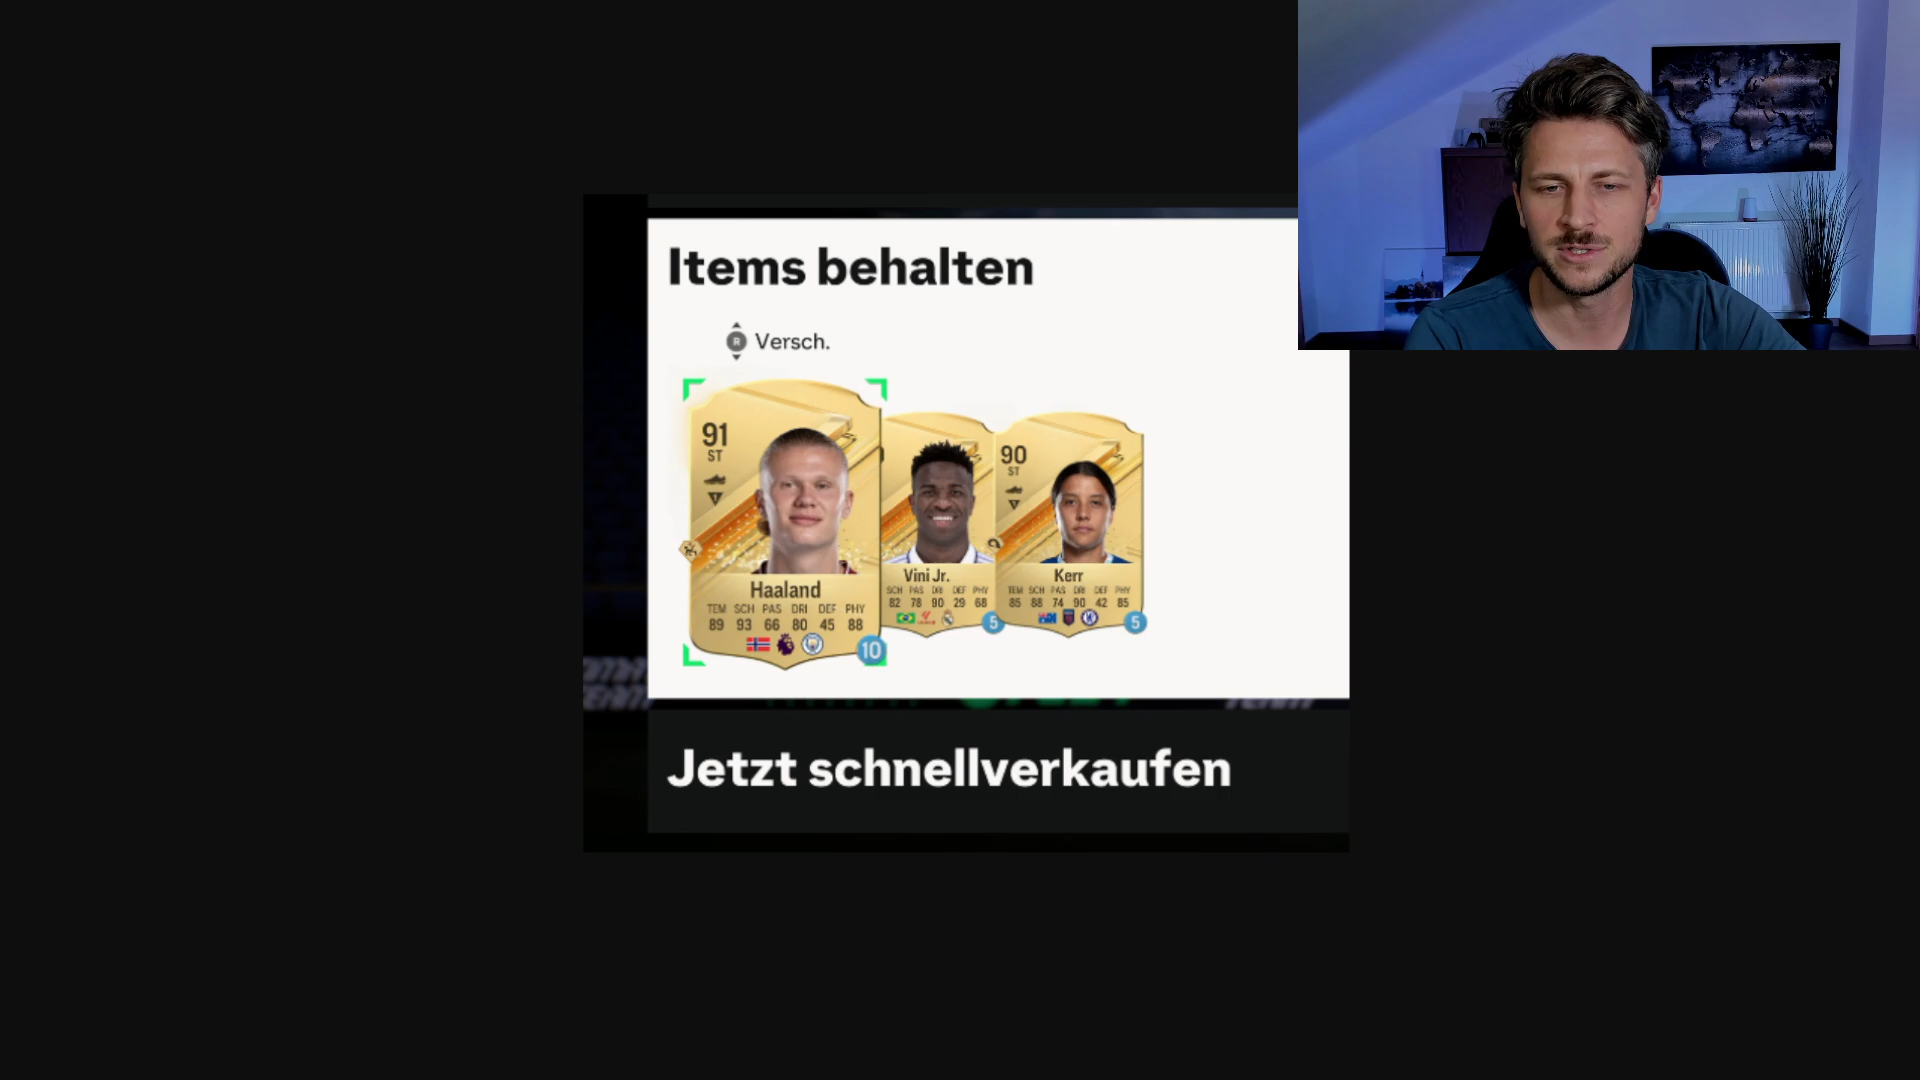 Items behalten
R Versch.
91
ST
Haaland
TEM SCH PAS DRI DEF PHY
89 93 66 80 45 88
10
Vini Jr.
SCH PAS DRI DEF PHY
82 78 90 29 68
5
90
ST
Kerr
TEM SCH PAS DRI DEF PHY
85 88 74 90 42 85
5
TEAM
Jetzt schnellverkaufen